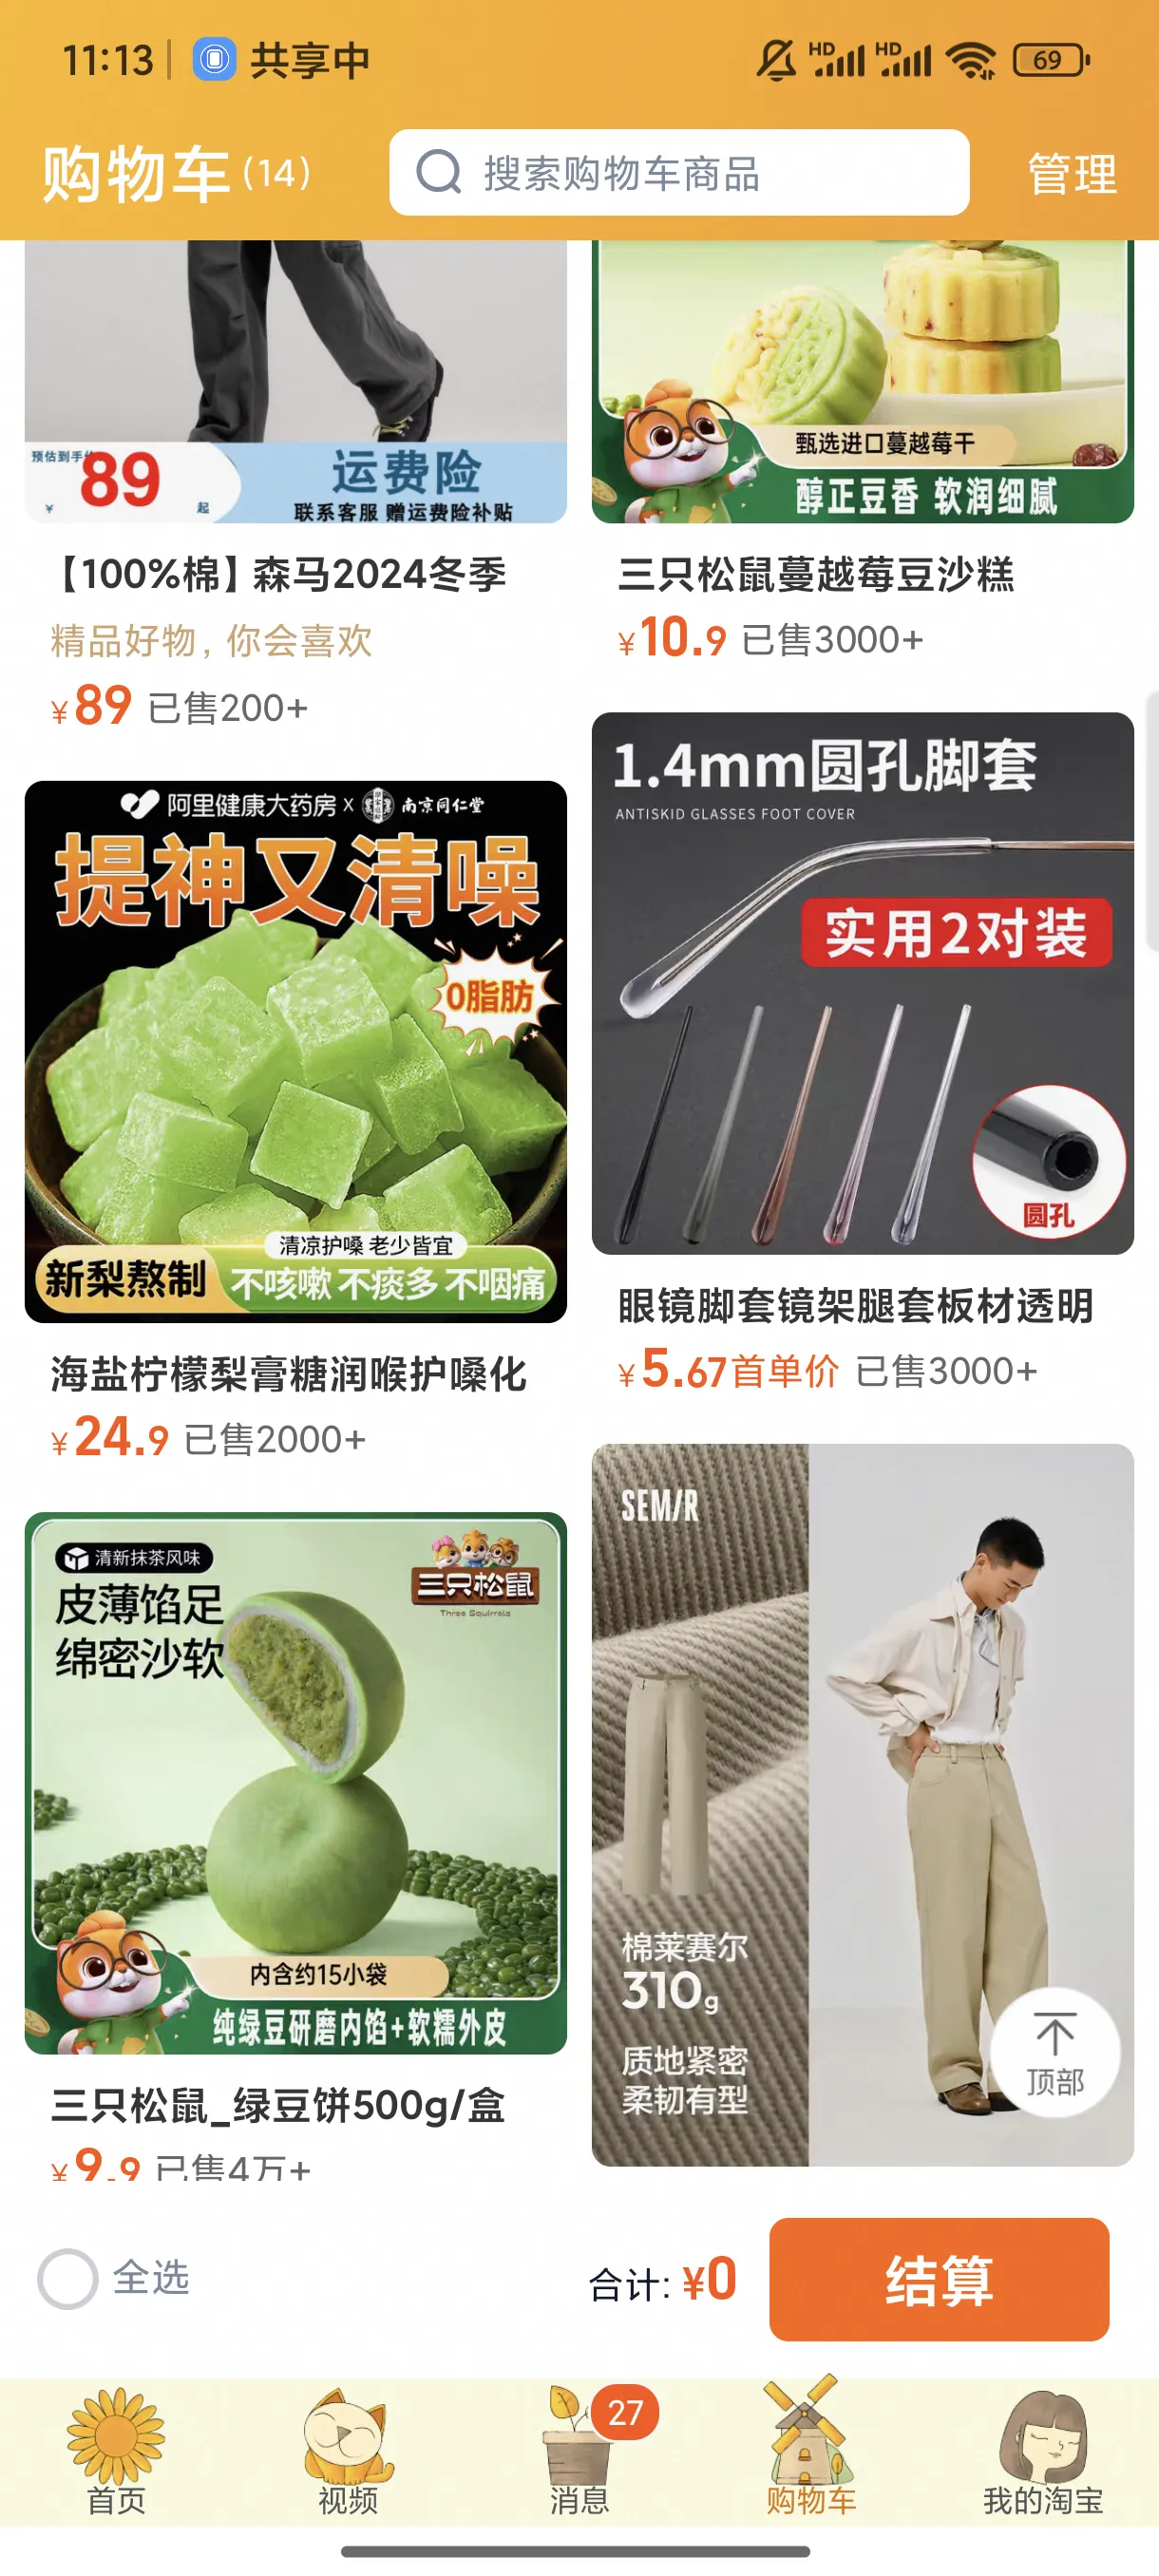 11:13
共享中
HD
HD
69
购物车(14)
搜索购物车商品
管理
预估到手价
¥
89
起
运费险
联系客服 赠运费险补贴
【100%棉】森马2024冬季
精品好物，你会喜欢
¥89 已售200+
甄选进口蔓越莓干
醇正豆香 软润细腻
三只松鼠蔓越莓豆沙糕
¥10.9 已售3000+
阿里健康大药房 x 南京同仁堂
提神又清噪
0脂肪
清凉护嗓 老少皆宜
新梨熬制
不咳嗽 不痰多 不咽痛
海盐柠檬梨膏糖润喉护嗓化
¥24.9 已售2000+
1.4mm圆孔脚套
ANTISKID GLASSES FOOT COVER
实用2对装
圆孔
眼镜脚套镜架腿套板材透明
¥5.67首单价 已售3000+
清新抹茶风味
皮薄馅足
绵密沙软
三只松鼠
Three Squirrels
内含约15小袋
纯绿豆研磨内馅+软糯外皮
三只松鼠_绿豆饼500g/盒
¥9.9 已售4万+
SEM/R
棉莱赛尔
310g
质地紧密
柔韧有型
顶部
全选
合计: ¥0
结算
首页
视频
27
消息
购物车
我的淘宝